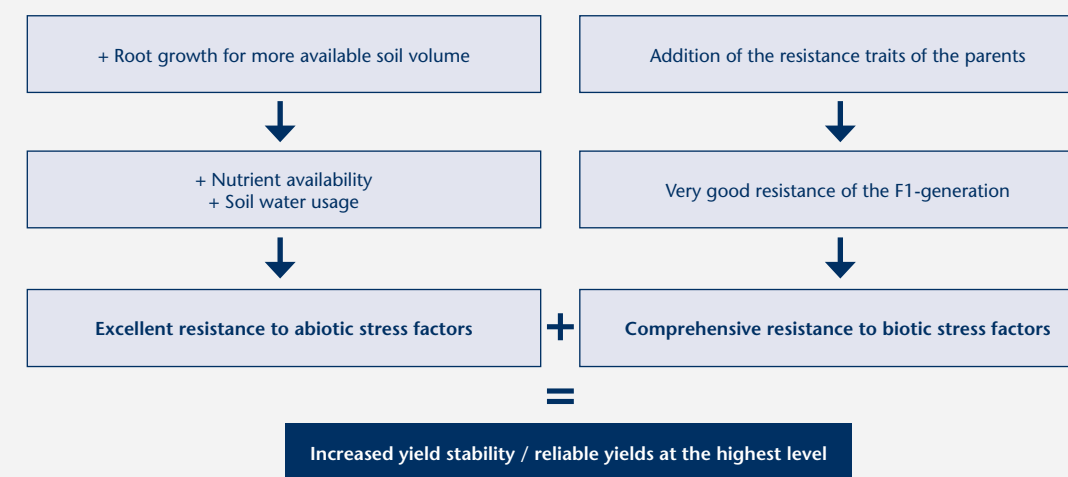 + Root growth for more available soil volume
Addition of the resistance traits of the parents
+ Nutrient availability
+ Soil water usage
Very good resistance of the F1-generation
Excellent resistance to abiotic stress factors
+
Comprehensive resistance to biotic stress factors
=
Increased yield stability / reliable yields at the highest level